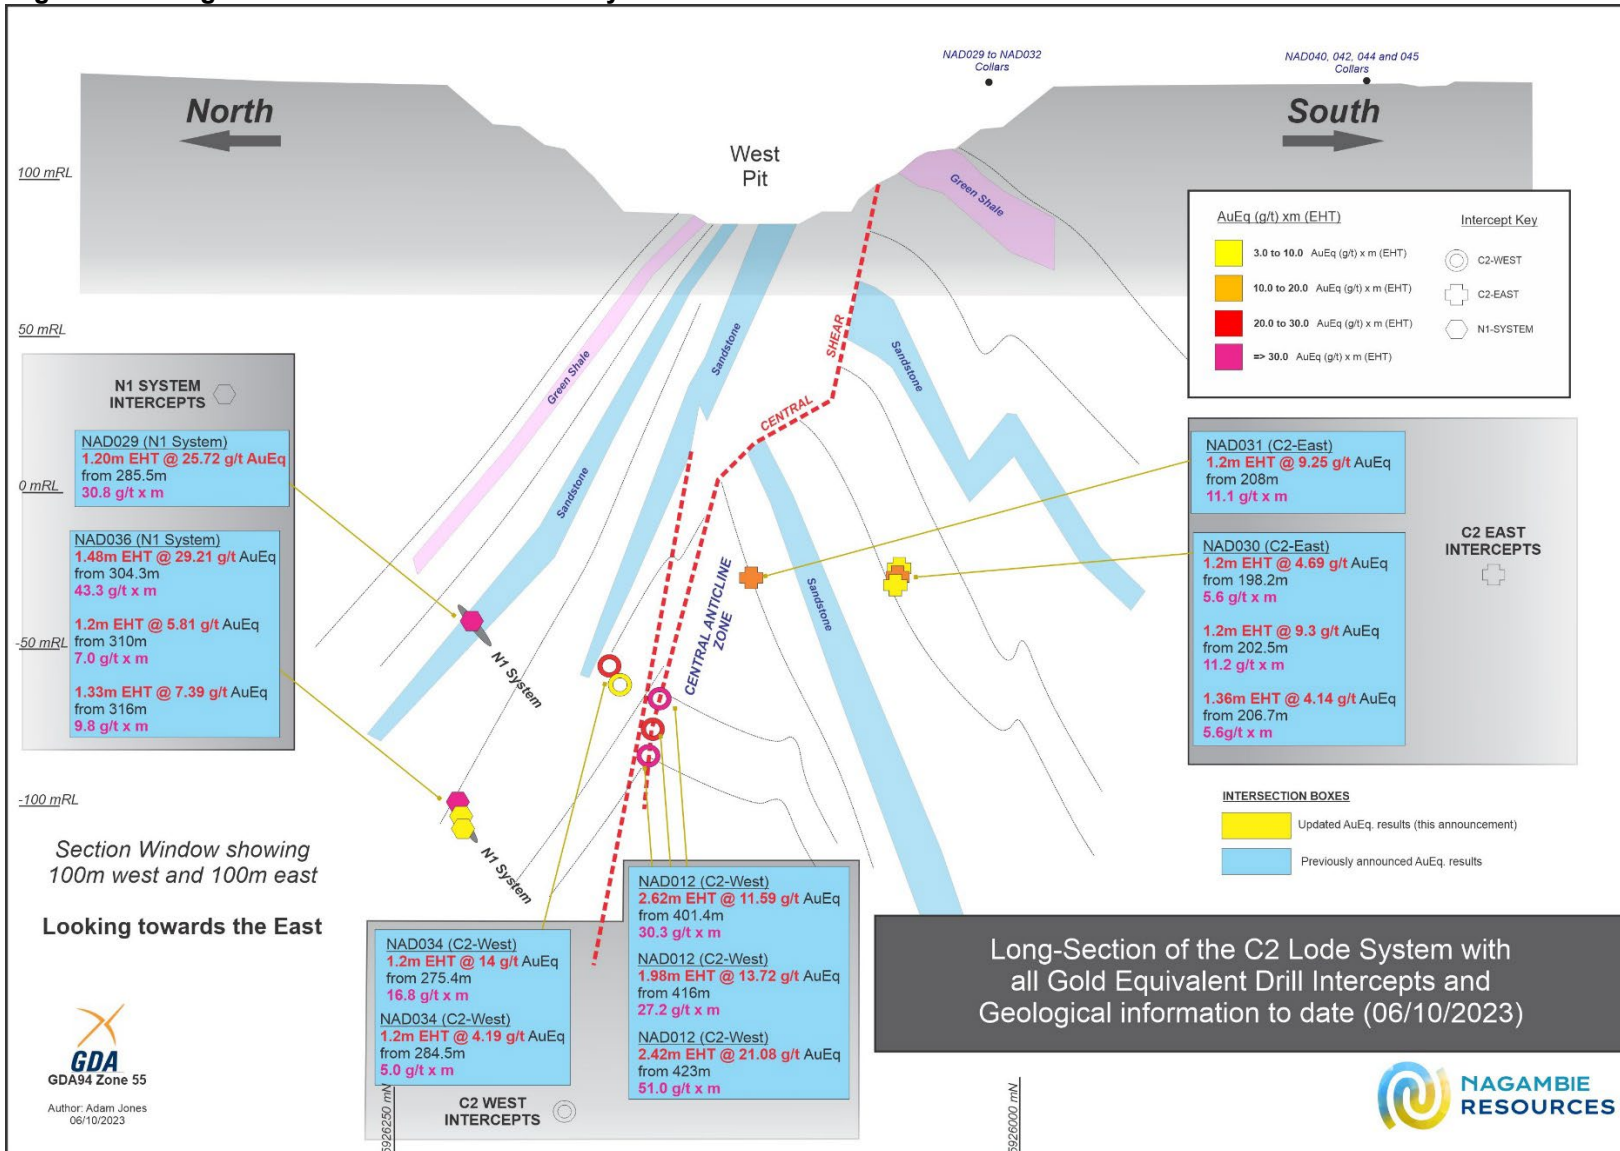 NAD029 to NAD032
Collars
NAD040, 042, 044 and 045
Collars
North
South
West
Pit
100 mRL
50 mRL
0 mRL
-50 mRL
-100 mRL
Green Shale
Green Shale
Sandstone
Sandstone
Sandstone
Sandstone
SHEAR
CENTRAL
CENTRAL ANTICLINE
ZONE
N1 System
N1 System
AuEq (g/t) xm (EHT)
Intercept Key
3.0 to 10.0 AuEq (g/t) x m (EHT)
10.0 to 20.0 AuEq (g/t) x m (EHT)
20.0 to 30.0 AuEq (g/t) x m (EHT)
=> 30.0 AuEq (g/t) x m (EHT)
C2-WEST
C2-EAST
N1-SYSTEM
N1 SYSTEM
INTERCEPTS
NAD029 (N1 System)
1.20m EHT @ 25.72 g/t AuEq
from 285.5m
30.8 g/t x m
NAD036 (N1 System)
1.48m EHT @ 29.21 g/t AuEq
from 304.3m
43.3 g/t x m
1.2m EHT @ 5.81 g/t AuEq
from 310m
7.0 g/t x m
1.33m EHT @ 7.39 g/t AuEq
from 316m
9.8 g/t x m
NAD031 (C2-East)
1.2m EHT @ 9.25 g/t AuEq
from 208m
11.1 g/t x m
NAD030 (C2-East)
1.2m EHT @ 4.69 g/t AuEq
from 198.2m
5.6 g/t x m
1.2m EHT @ 9.3 g/t AuEq
from 202.5m
11.2 g/t x m
1.36m EHT @ 4.14 g/t AuEq
from 206.7m
5.6g/t x m
C2 EAST
INTERCEPTS
INTERSECTION BOXES
Updated AuEq. results (this announcement)
Previously announced AuEq. results
Section Window showing
100m west and 100m east
Looking towards the East
NAD034 (C2-West)
1.2m EHT @ 14 g/t AuEq
from 275.4m
16.8 g/t x m
NAD034 (C2-West)
1.2m EHT @ 4.19 g/t AuEq
from 284.5m
5.0 g/t x m
NAD012 (C2-West)
2.62m EHT @ 11.59 g/t AuEq
from 401.4m
30.3 g/t x m
NAD012 (C2-West)
1.98m EHT @ 13.72 g/t AuEq
from 416m
27.2 g/t x m
NAD012 (C2-West)
2.42m EHT @ 21.08 g/t AuEq
from 423m
51.0 g/t x m
C2 WEST
INTERCEPTS
Long-Section of the C2 Lode System with
all Gold Equivalent Drill Intercepts and
Geological information to date (06/10/2023)
GDA
GDA94 Zone 55
Author: Adam Jones
06/10/2023
5926250 mN
5926000 mN
NAGAMBIE
RESOURCES